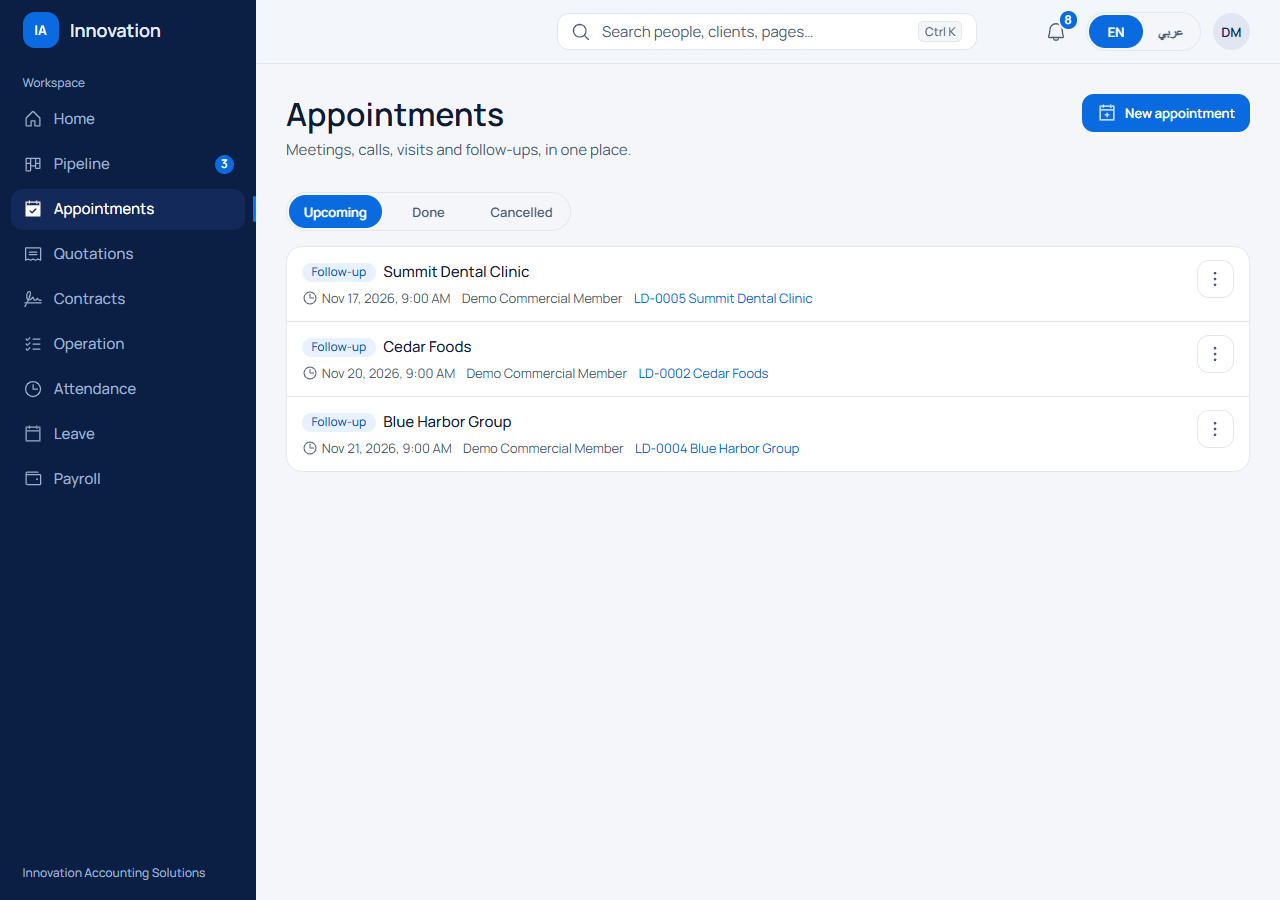 IA Innovation
Search people, clients, pages... Ctrl K
8
EN عربي DM
Workspace
Home
Pipeline 3
Appointments
Quotations
Contracts
Operation
Attendance
Leave
Payroll
Innovation Accounting Solutions
Appointments
New appointment
Meetings, calls, visits and follow-ups, in one place.
Upcoming Done Cancelled
Follow-up Summit Dental Clinic
Nov 17, 2026, 9:00 AM Demo Commercial Member LD-0005 Summit Dental Clinic
Follow-up Cedar Foods
Nov 20, 2026, 9:00 AM Demo Commercial Member LD-0002 Cedar Foods
Follow-up Blue Harbor Group
Nov 21, 2026, 9:00 AM Demo Commercial Member LD-0004 Blue Harbor Group